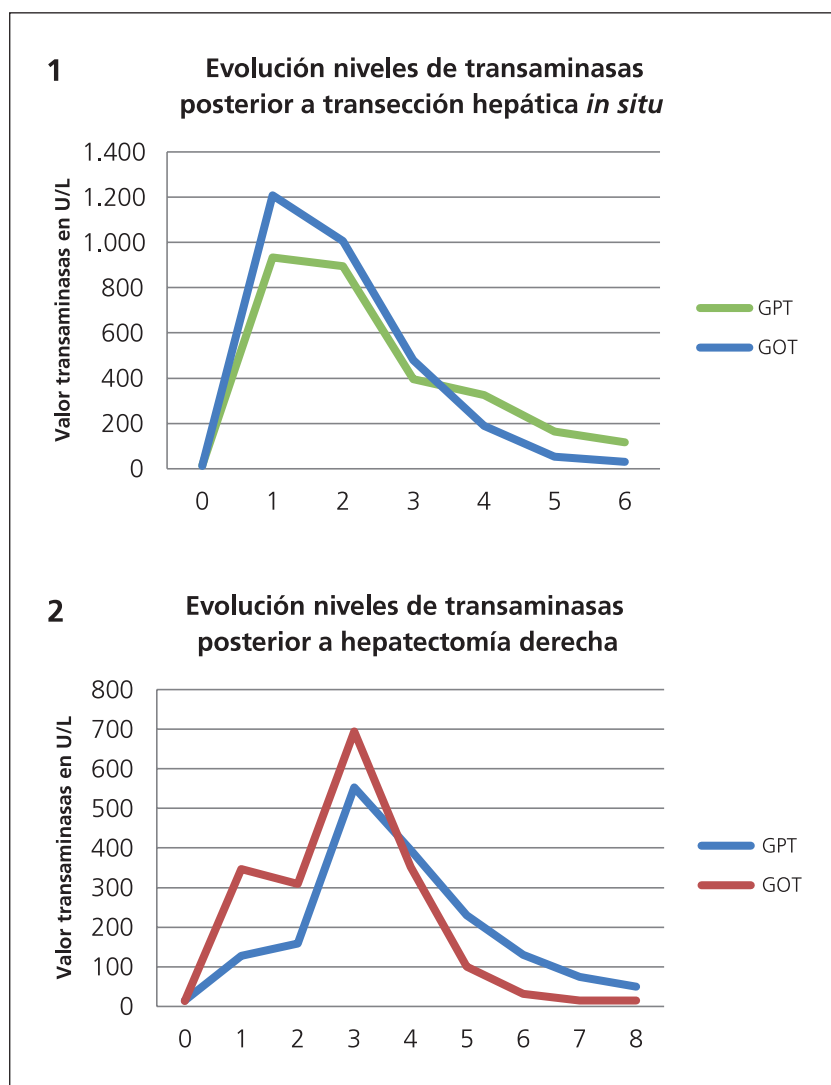 1
Evolución niveles de transaminasas
posterior a transección hepática in situ
Valor transaminasas en U/L
1.400
1.200
1.000
800
600
400
200
0
0 1 2 3 4 5 6
GPT
GOT
2
Evolución niveles de transaminasas
posterior a hepatectomía derecha
Valor transaminasas en U/L
800
700
600
500
400
300
200
100
0
0 1 2 3 4 5 6 7 8
GPT
GOT